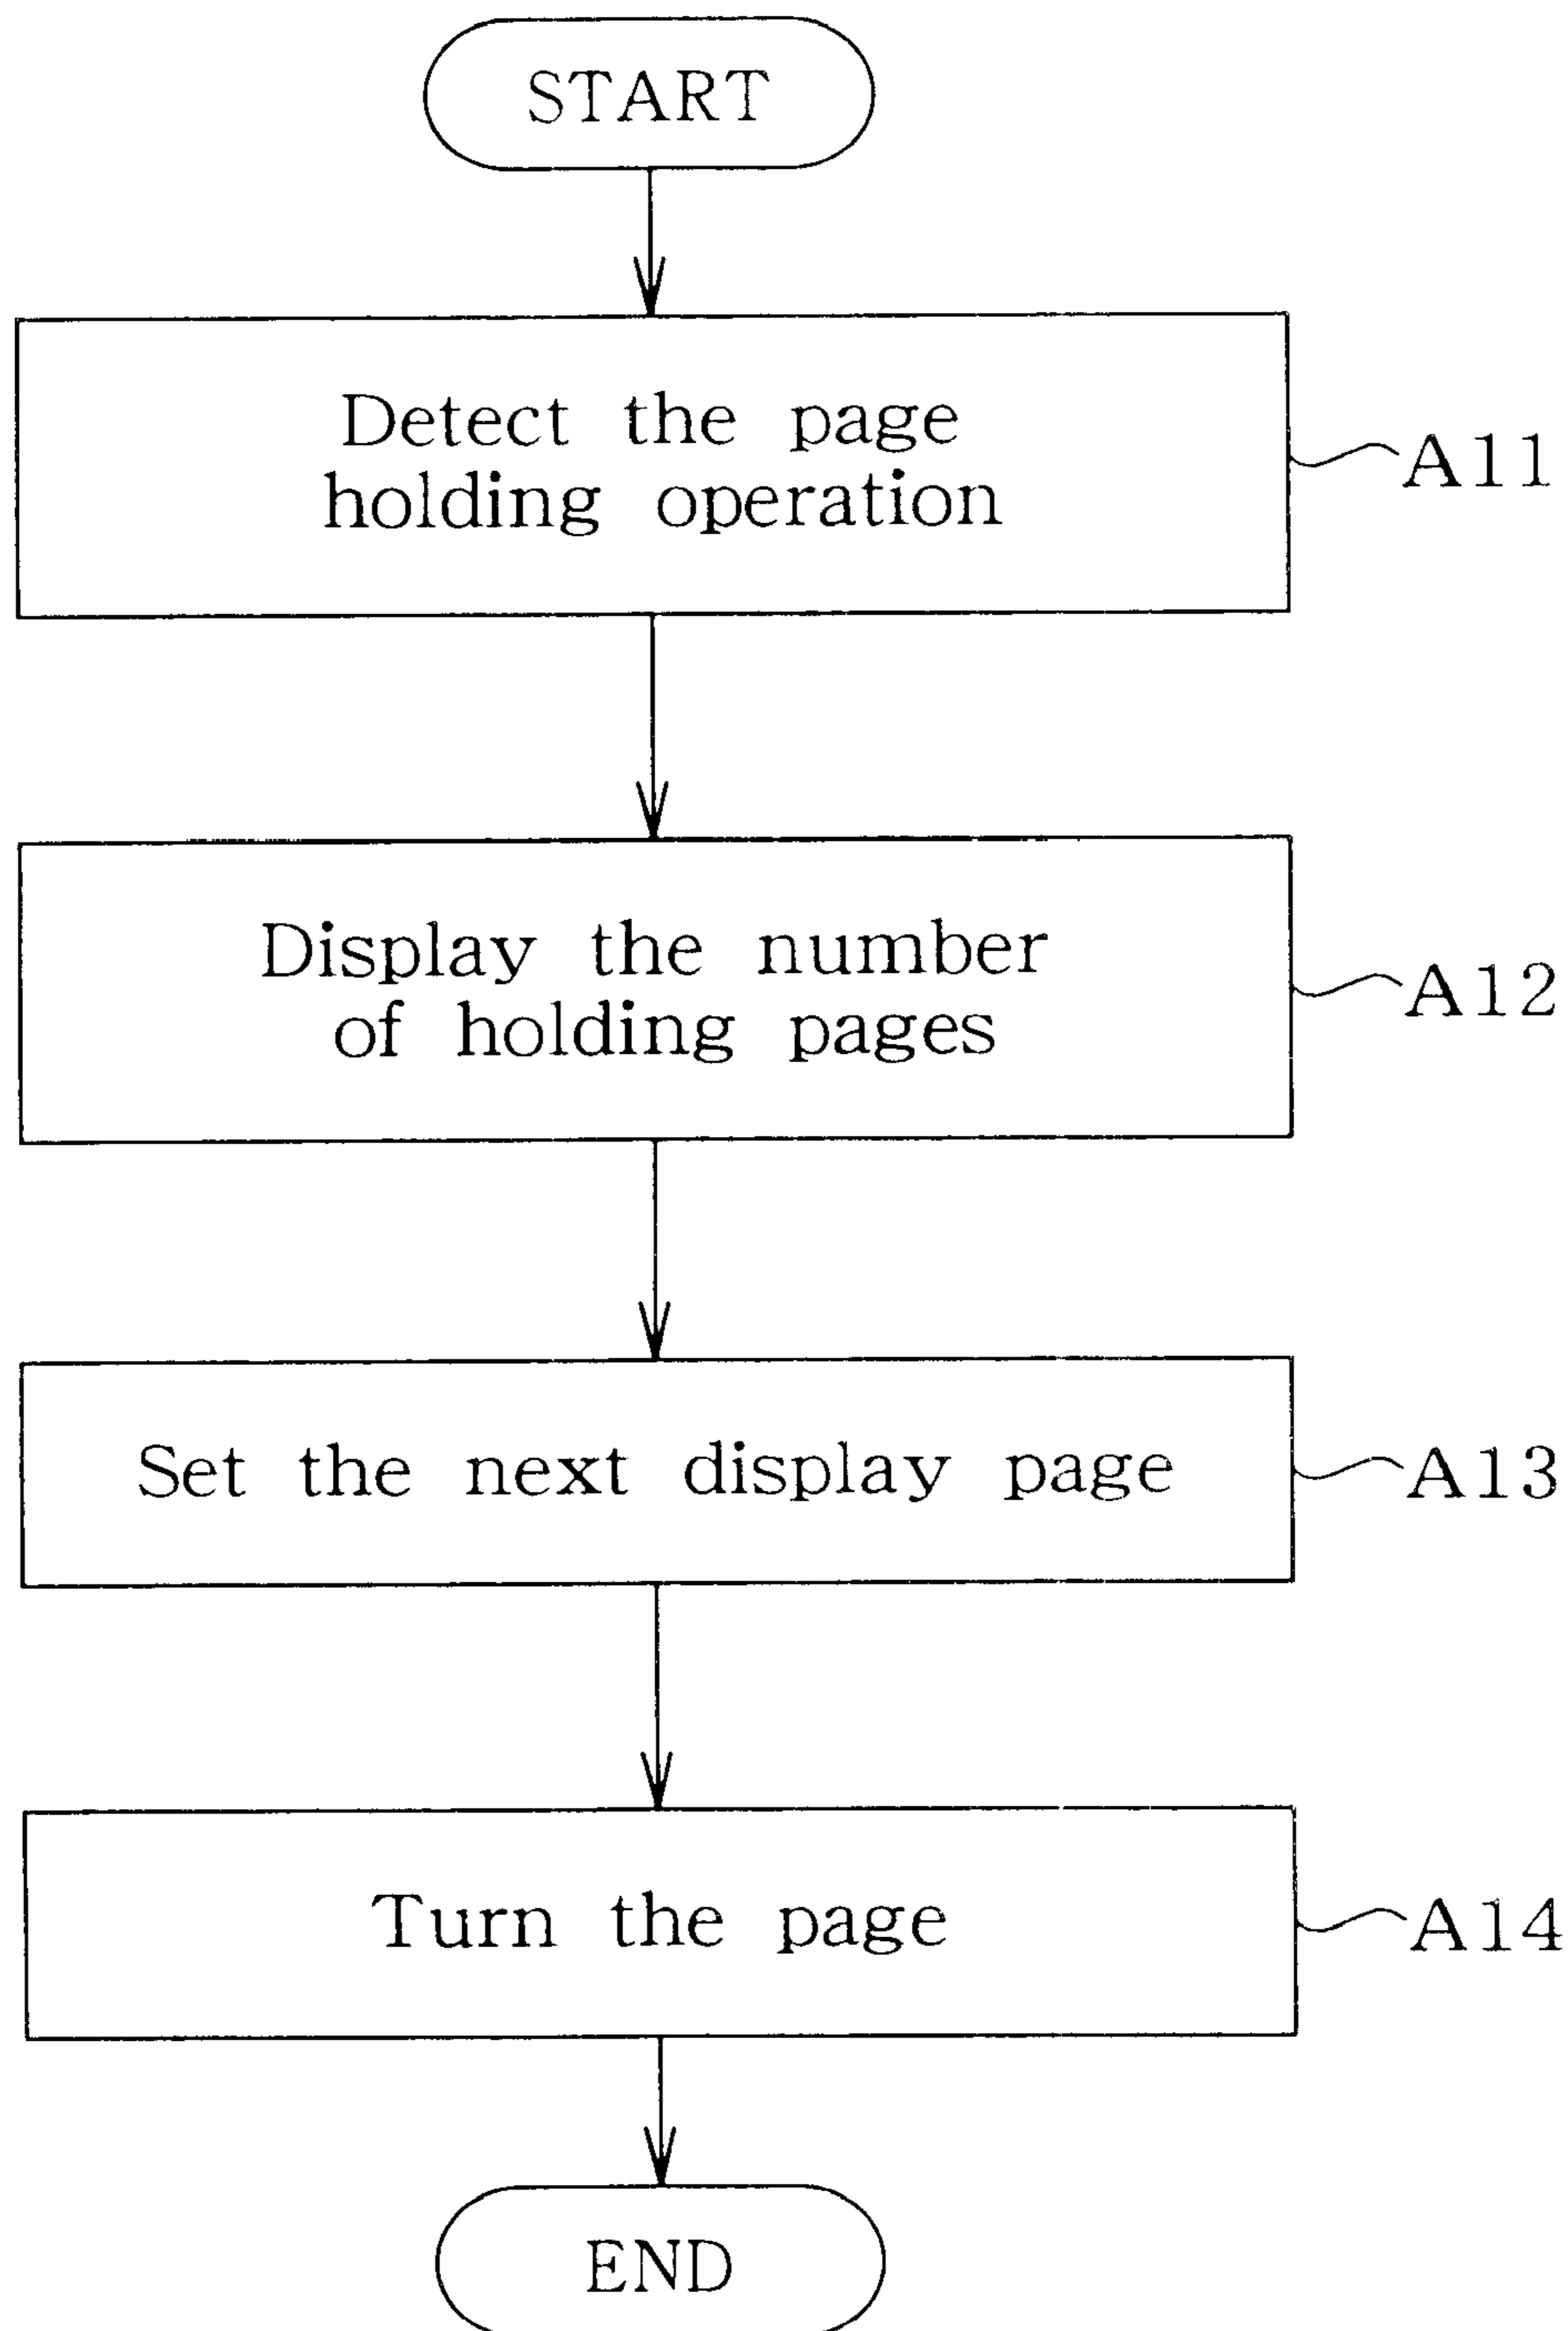 START
Detect the page
holding operation
A11
Display the number
of holding pages
A12
Set the next display page
A13
Turn the page
A14
END